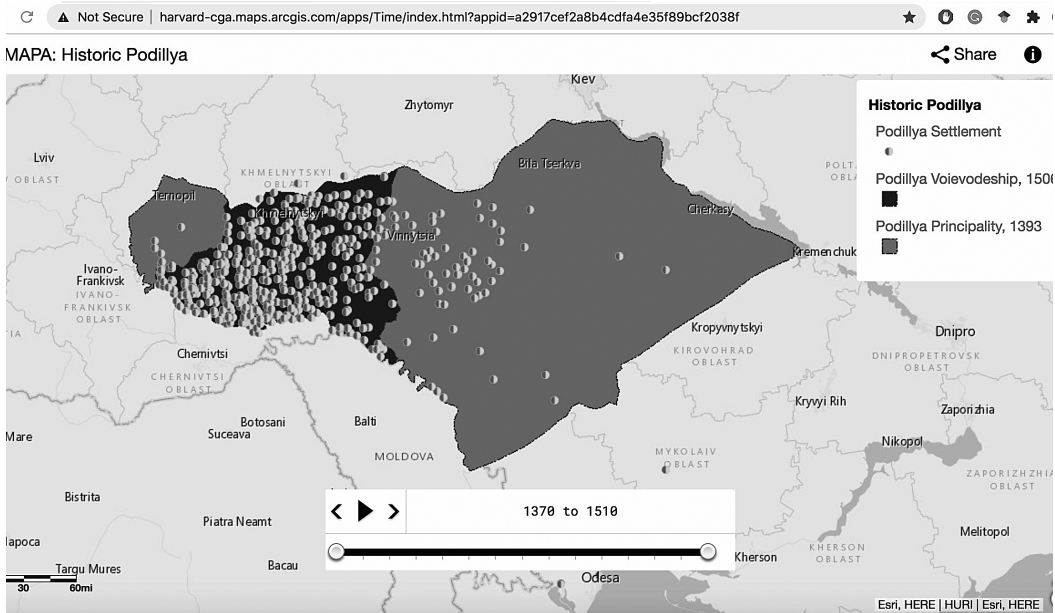 Not Secure | harvard-cga.maps.arcgis.com/apps/Time/index.html?appid=a2917cef2a8b4cdfa4e35f89bcf2038f
MAPA: Historic Podillya
Share
Kiev
Historic Podillya
Zhytomyr
Podillya Settlement
Lviv
Bila Tserkva
OBLAST
KHMELNYTSKYI
OBLAST
POLTA
OBLA
Podillya Voievodeship, 1506
Ternopil
Khmelnytskyi
Cherkasy
Podillya Principality, 1393
Vinnytsia
Kremenchuk
Ivano-
Frankivsk
IVANO-
FRANKIVSK
OBLAST
Kropyvnytskyi
Dnipro
KIROVOHRAD
OBLAST
Chernivtsi
DNIPROPETROVSK
OBLAST
CHERNIVTSI
OBLAST
Kryvyi Rih
Zaporizhia
Botosani
Balti
Suceava
Mare
Nikopol
MOLDOVA
MYKOLAIV
OBLAST
ZAPORIZHZHIA
OBLAST
Bistrita
1370 to 1510
Piatra Neamt
Melitopol
lapoca
KHERSON
OBLAST
Kherson
Targu Mures
Bacau
Odesa
30 60mi
Esri, HERE | HURI | Esri, HERE